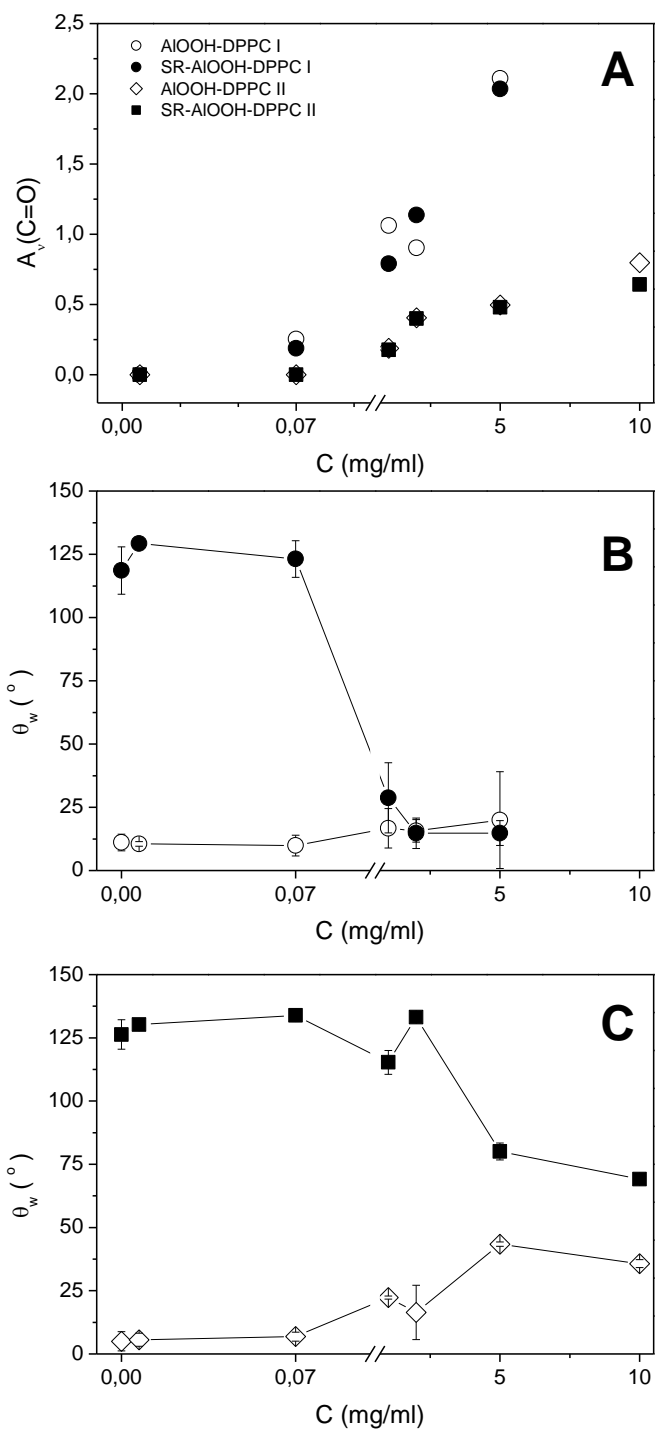 2,5
AlOOH-DPPC I
A
SR-AlOOH-DPPC I
AlOOH-DPPC II
2,0
SR-AlOOH-DPPC II
1,5
Aν(C=O)
1,0
0,5
0,0
0,00 0,07 5 10
C (mg/ml)
150
B
125
100
75
θw ( ° )
50
25
0
0,00 0,07 5 10
C (mg/ml)
150
C
125
100
75
θw ( ° )
50
25
0
0,00 0,07 5 10
C (mg/ml)